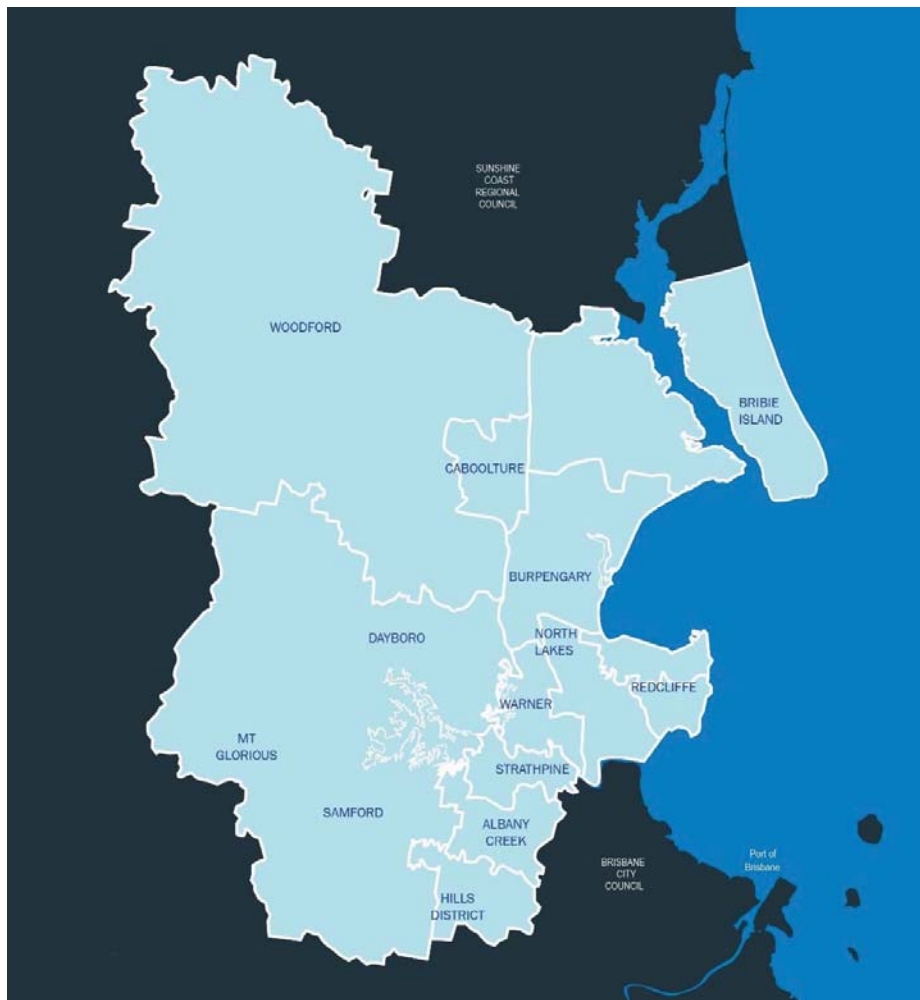 SUNSHINE
COAST
REGIONAL
COUNCIL
WOODFORD
BRIBIE
ISLAND
CABOOLTURE
BURPENGARY
DAYBORO
NORTH
LAKES
REDCLIFFE
WARNER
MT
GLORIOUS
STRATHPINE
SAMFORD
ALBANY
CREEK
BRISBANE
CITY
COUNCIL
Port of
Brisbane
HILLS
DISTRICT